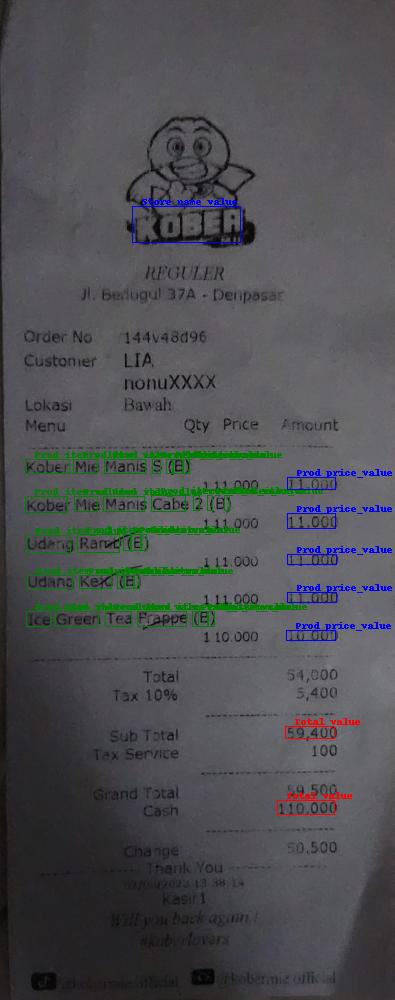 Store_name_value
KOBER
REGULER
Jl. Bedugul 37A - Denpasar
Order No 144v48d96
Customer LIA
nonuXXXX
Lokasi Bawah
Menu Qty Price Amount
Kober Mie Manis S (B)
Prod_price_value
1 11.000 11.000
Kober Mie Manis Cabe 2 (B)
Prod_price_value
1 11.000 11.000
Udang (B)
Prod_price_value
1 11.000 11.000
Udang Keju (B)
Prod_price_value
1 11.000 11.000
Ice Green Tea Frappe (B)
Prod_price_value
1 10.000 10.000
Total 54,000
Tax 10% 5,400
Total_value
Sub Total 59,400
Tax Service 100
Grand Total 59,500
Total_value
Cash 110,000
Change 50,500
Thank You
13:38:14
Kasir1
Will you back again !
#koberlovers
@kobermie.official @kobermie.official